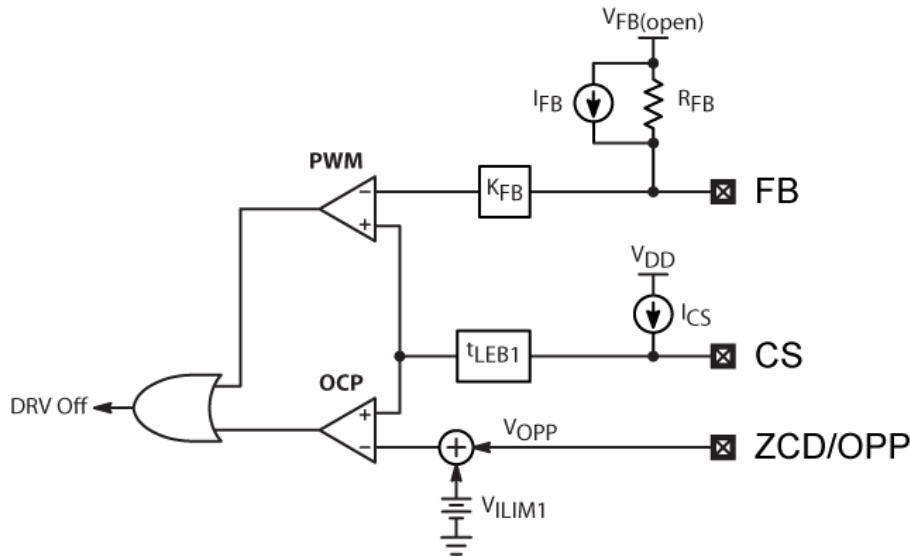 VFB(open)
IFB
RFB
PWM
−
+
KFB
FB
VDD
ICS
tLEB1
CS
OCP
+
−
DRV Off
+
VOPP
ZCD/OPP
VILIM1